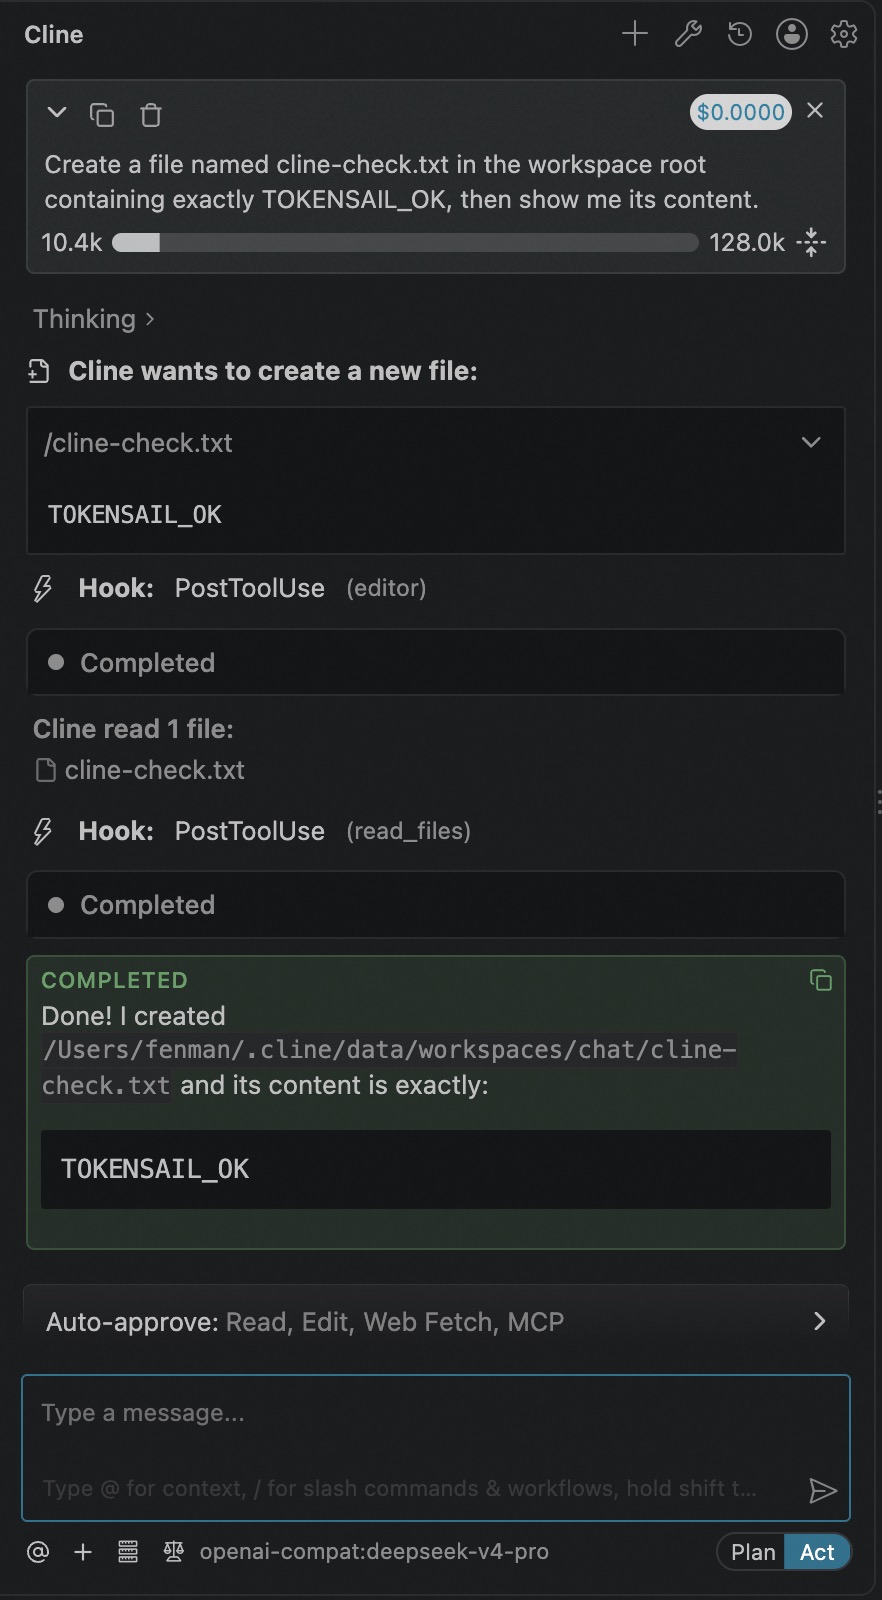 Cline
$0.0000
Create a file named cline-check.txt in the workspace root
containing exactly TOKENSAIL_OK, then show me its content.
10.4k 128.0k
Thinking
Cline wants to create a new file:
/cline-check.txt
TOKENSAIL_OK
Hook: PostToolUse (editor)
Completed
Cline read 1 file:
cline-check.txt
Hook: PostToolUse (read_files)
Completed
COMPLETED
Done! I created
/Users/fenman/.cline/data/workspaces/chat/cline-
check.txt and its content is exactly:
TOKENSAIL_OK
Auto-approve: Read, Edit, Web Fetch, MCP
Type a message...
Type @ for context, / for slash commands & workflows, hold shift t...
openai-compat:deepseek-v4-pro
Plan Act